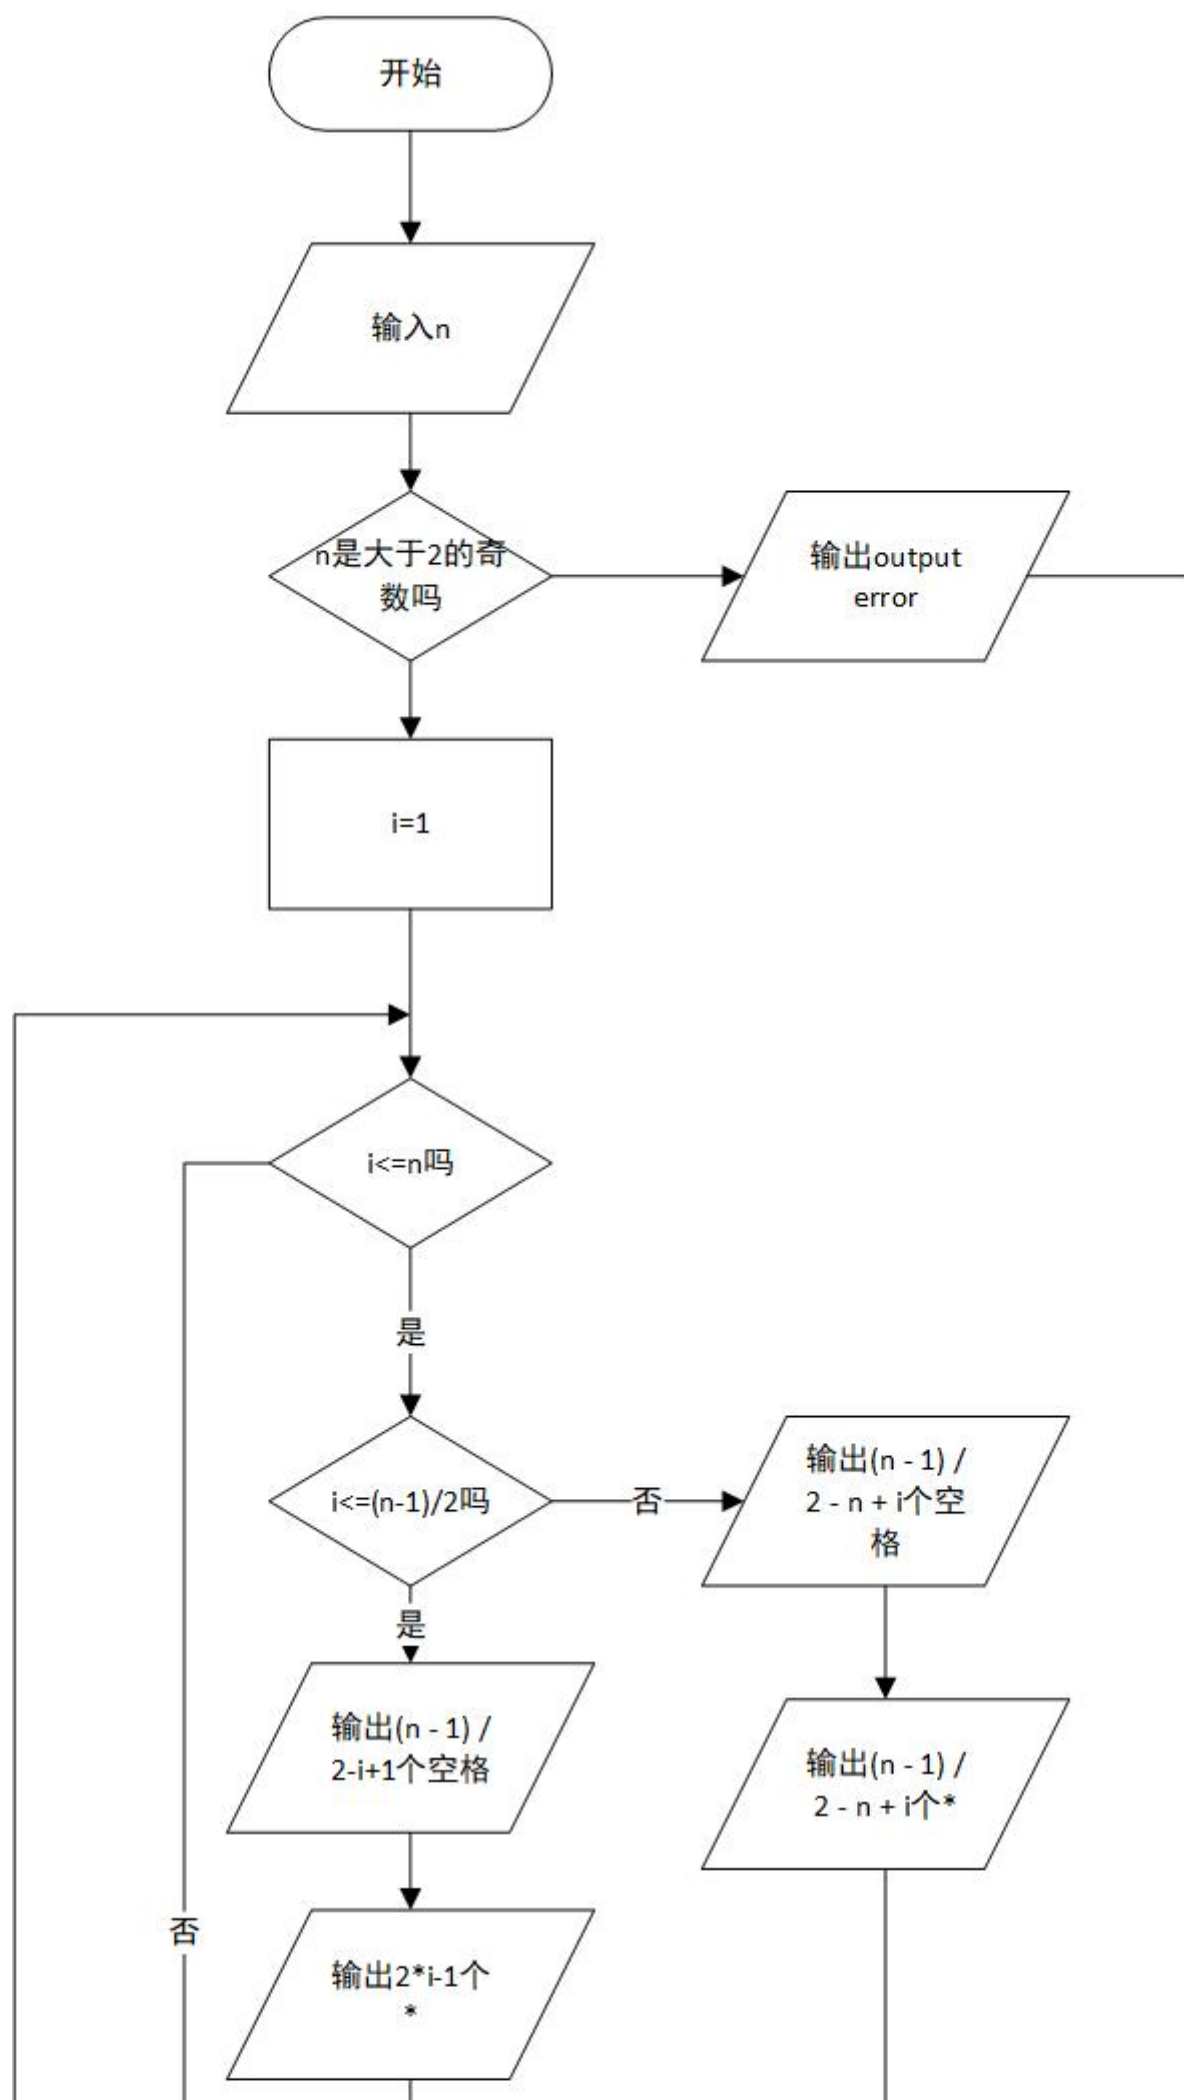 开始
输入n
n是大于2的奇
数吗
输出output
error
i=1
i<=n吗
是
i<=(n-1)/2吗
否
输出(n - 1) /
2 - n + i个空
格
是
输出(n - 1) /
2-i+1个空格
输出(n - 1) /
2 - n + i个*
否
输出2*i-1个
*